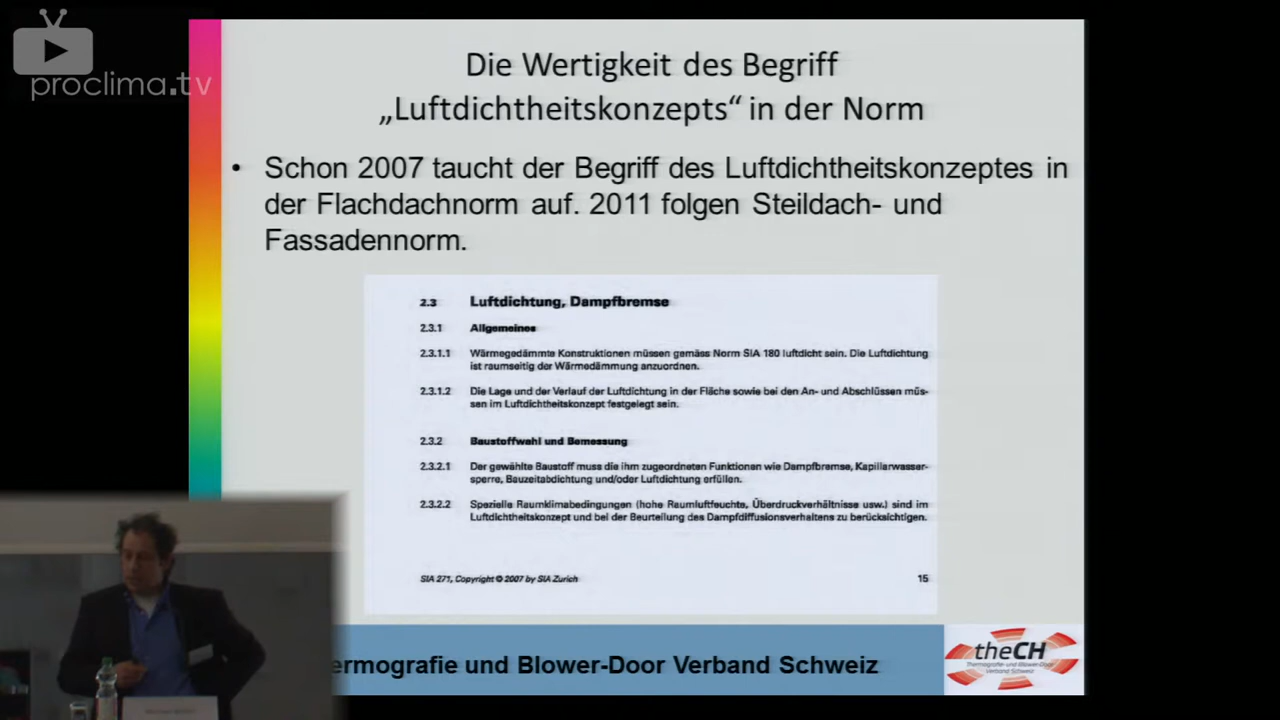 proclima.tv
Die Wertigkeit des Begriff
„Luftdichtheitskonzepts“ in der Norm
• Schon 2007 taucht der Begriff des Luftdichtheitskonzeptes in
der Flachdachnorm auf. 2011 folgen Steildach- und
Fassadennorm.
2.3 Luftdichtung, Dampfbremse
2.3.1 Allgemeines
2.3.1.1 Wärmegedämmte Konstruktionen müssen gemäss Norm SIA 180 luftdicht sein. Die Luftdichtung
ist raumseitig der Wärmedämmung anzuordnen.
2.3.1.2 Die Lage und der Verlauf der Luftdichtung in der Fläche sowie bei den An- und Abschlüssen müs-
sen im Luftdichtheitskonzept festgelegt sein.
2.3.2 Baustoffwahl und Bemessung
2.3.2.1 Der gewählte Baustoff muss die ihm zugeordneten Funktionen wie Dampfbremse, Kapillarwasser-
sperre, Bauzeitabdichtung und/oder Luftdichtung erfüllen.
2.3.2.2 Spezielle Raumklimabedingungen (hohe Raumluftfeuchte, Überdruckverhältnisse usw.) sind im
Luftdichtheitskonzept und bei der Beurteilung des Dampfdiffusionsverhaltens zu berücksichtigen.
SIA 271, Copyright © 2007 by SIA Zurich 15
ermografie und Blower-Door Verband Schweiz
theCH
Thermografie- und Blower-Door
Verband Schweiz